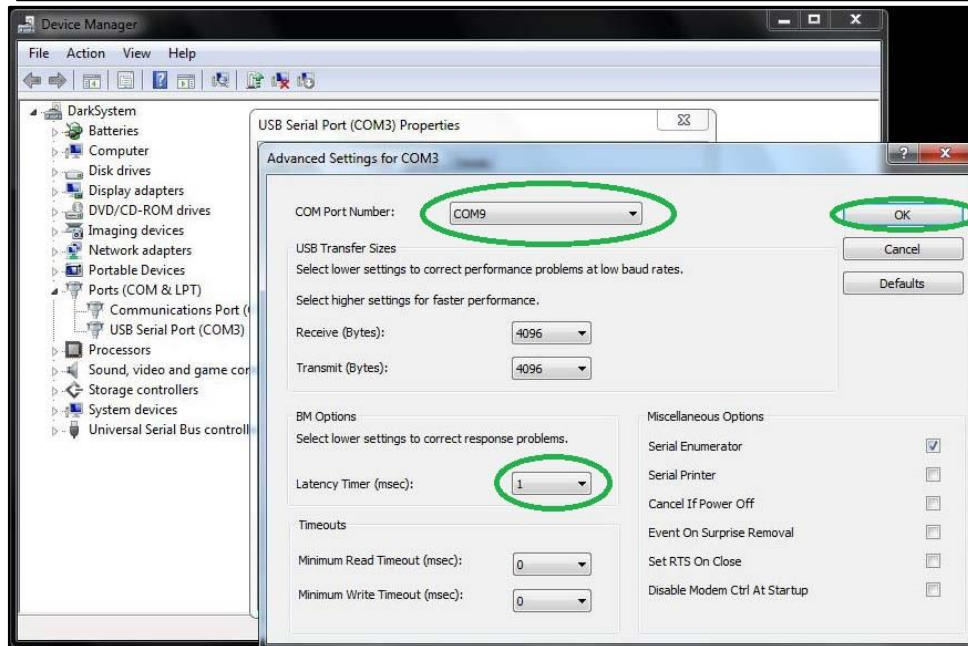 Device Manager
File Action View Help
DarkSystem
Batteries
Computer
Disk drives
Display adapters
DVD/CD-ROM drives
Imaging devices
Network adapters
Portable Devices
Ports (COM & LPT)
Communications Port (
USB Serial Port (COM3)
Processors
Sound, video and game cor
Storage controllers
System devices
Universal Serial Bus controll
USB Serial Port (COM3) Properties
Advanced Settings for COM3
COM Port Number: COM9
OK
Cancel
Defaults
USB Transfer Sizes
Select lower settings to correct performance problems at low baud rates.
Select higher settings for faster performance.
Receive (Bytes): 4096
Transmit (Bytes): 4096
BM Options
Select lower settings to correct response problems.
Latency Timer (msec): 1
Timeouts
Minimum Read Timeout (msec): 0
Minimum Write Timeout (msec): 0
Miscellaneous Options
Serial Enumerator
Serial Printer
Cancel If Power Off
Event On Surprise Removal
Set RTS On Close
Disable Modem Ctrl At Startup